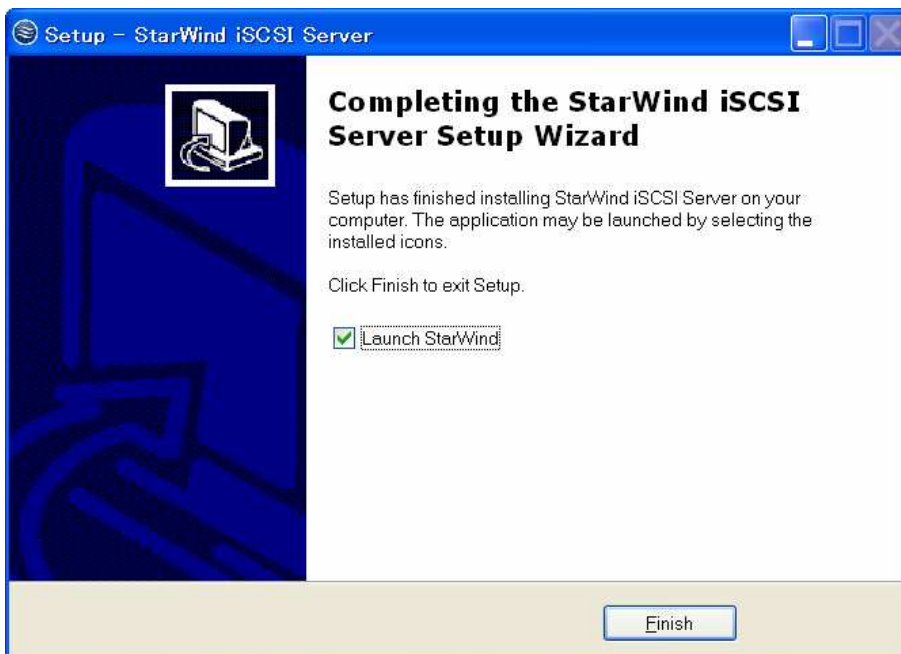 Setup - StarWind iSCSI Server
Completing the StarWind iSCSI
Server Setup Wizard
Setup has finished installing StarWind iSCSI Server on your
computer. The application may be launched by selecting the
installed icons.
Click Finish to exit Setup.
Launch StarWind
Finish